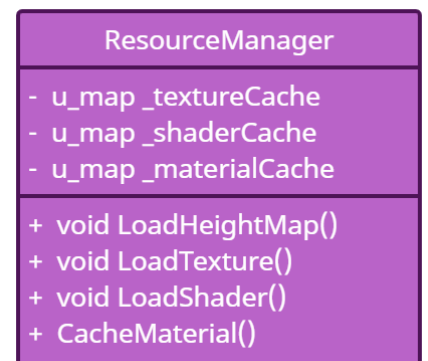 ResourceManager
- u_map _textureCache
- u_map _shaderCache
- u_map _materialCache
+ void LoadHeightMap()
+ void LoadTexture()
+ void LoadShader()
+ CacheMaterial()